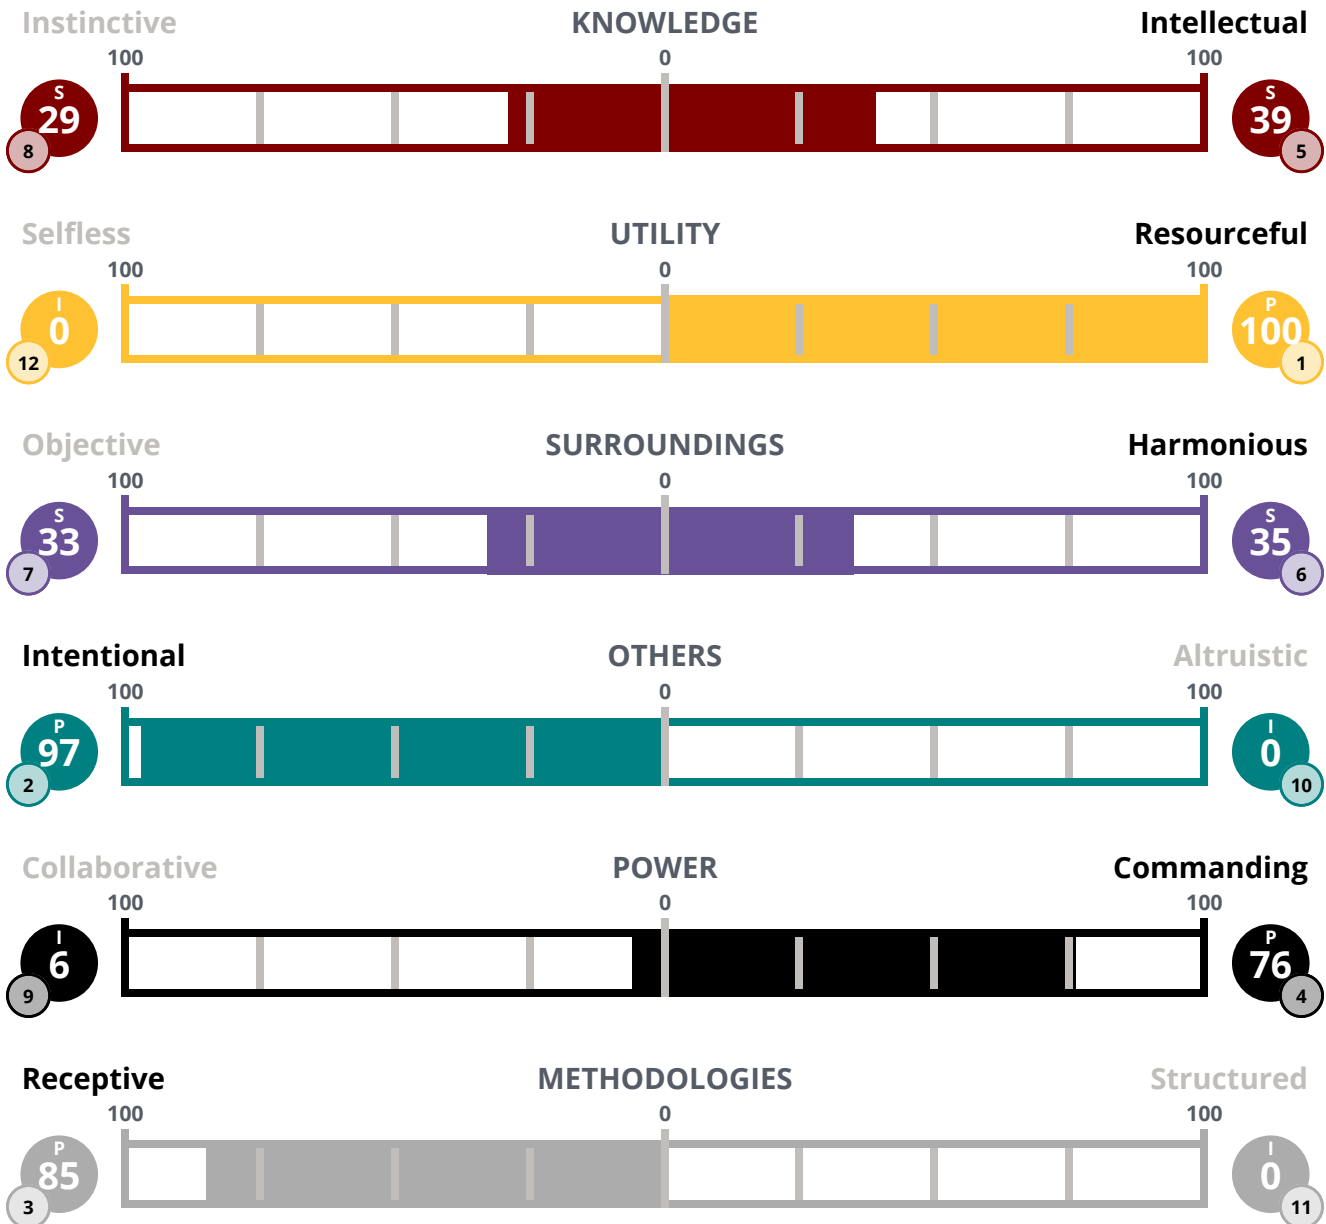 Instinctive KNOWLEDGE Intellectual
100 0 100
S S
29 39
8 5
Selfless UTILITY Resourceful
100 0 100
I P
0 100
12 1
Objective SURROUNDINGS Harmonious
100 0 100
S S
33 35
7 6
Intentional OTHERS Altruistic
100 0 100
P I
97 0
2 10
Collaborative POWER Commanding
100 0 100
I P
6 76
9 4
Receptive METHODOLOGIES Structured
100 0 100
P I
85 0
3 11